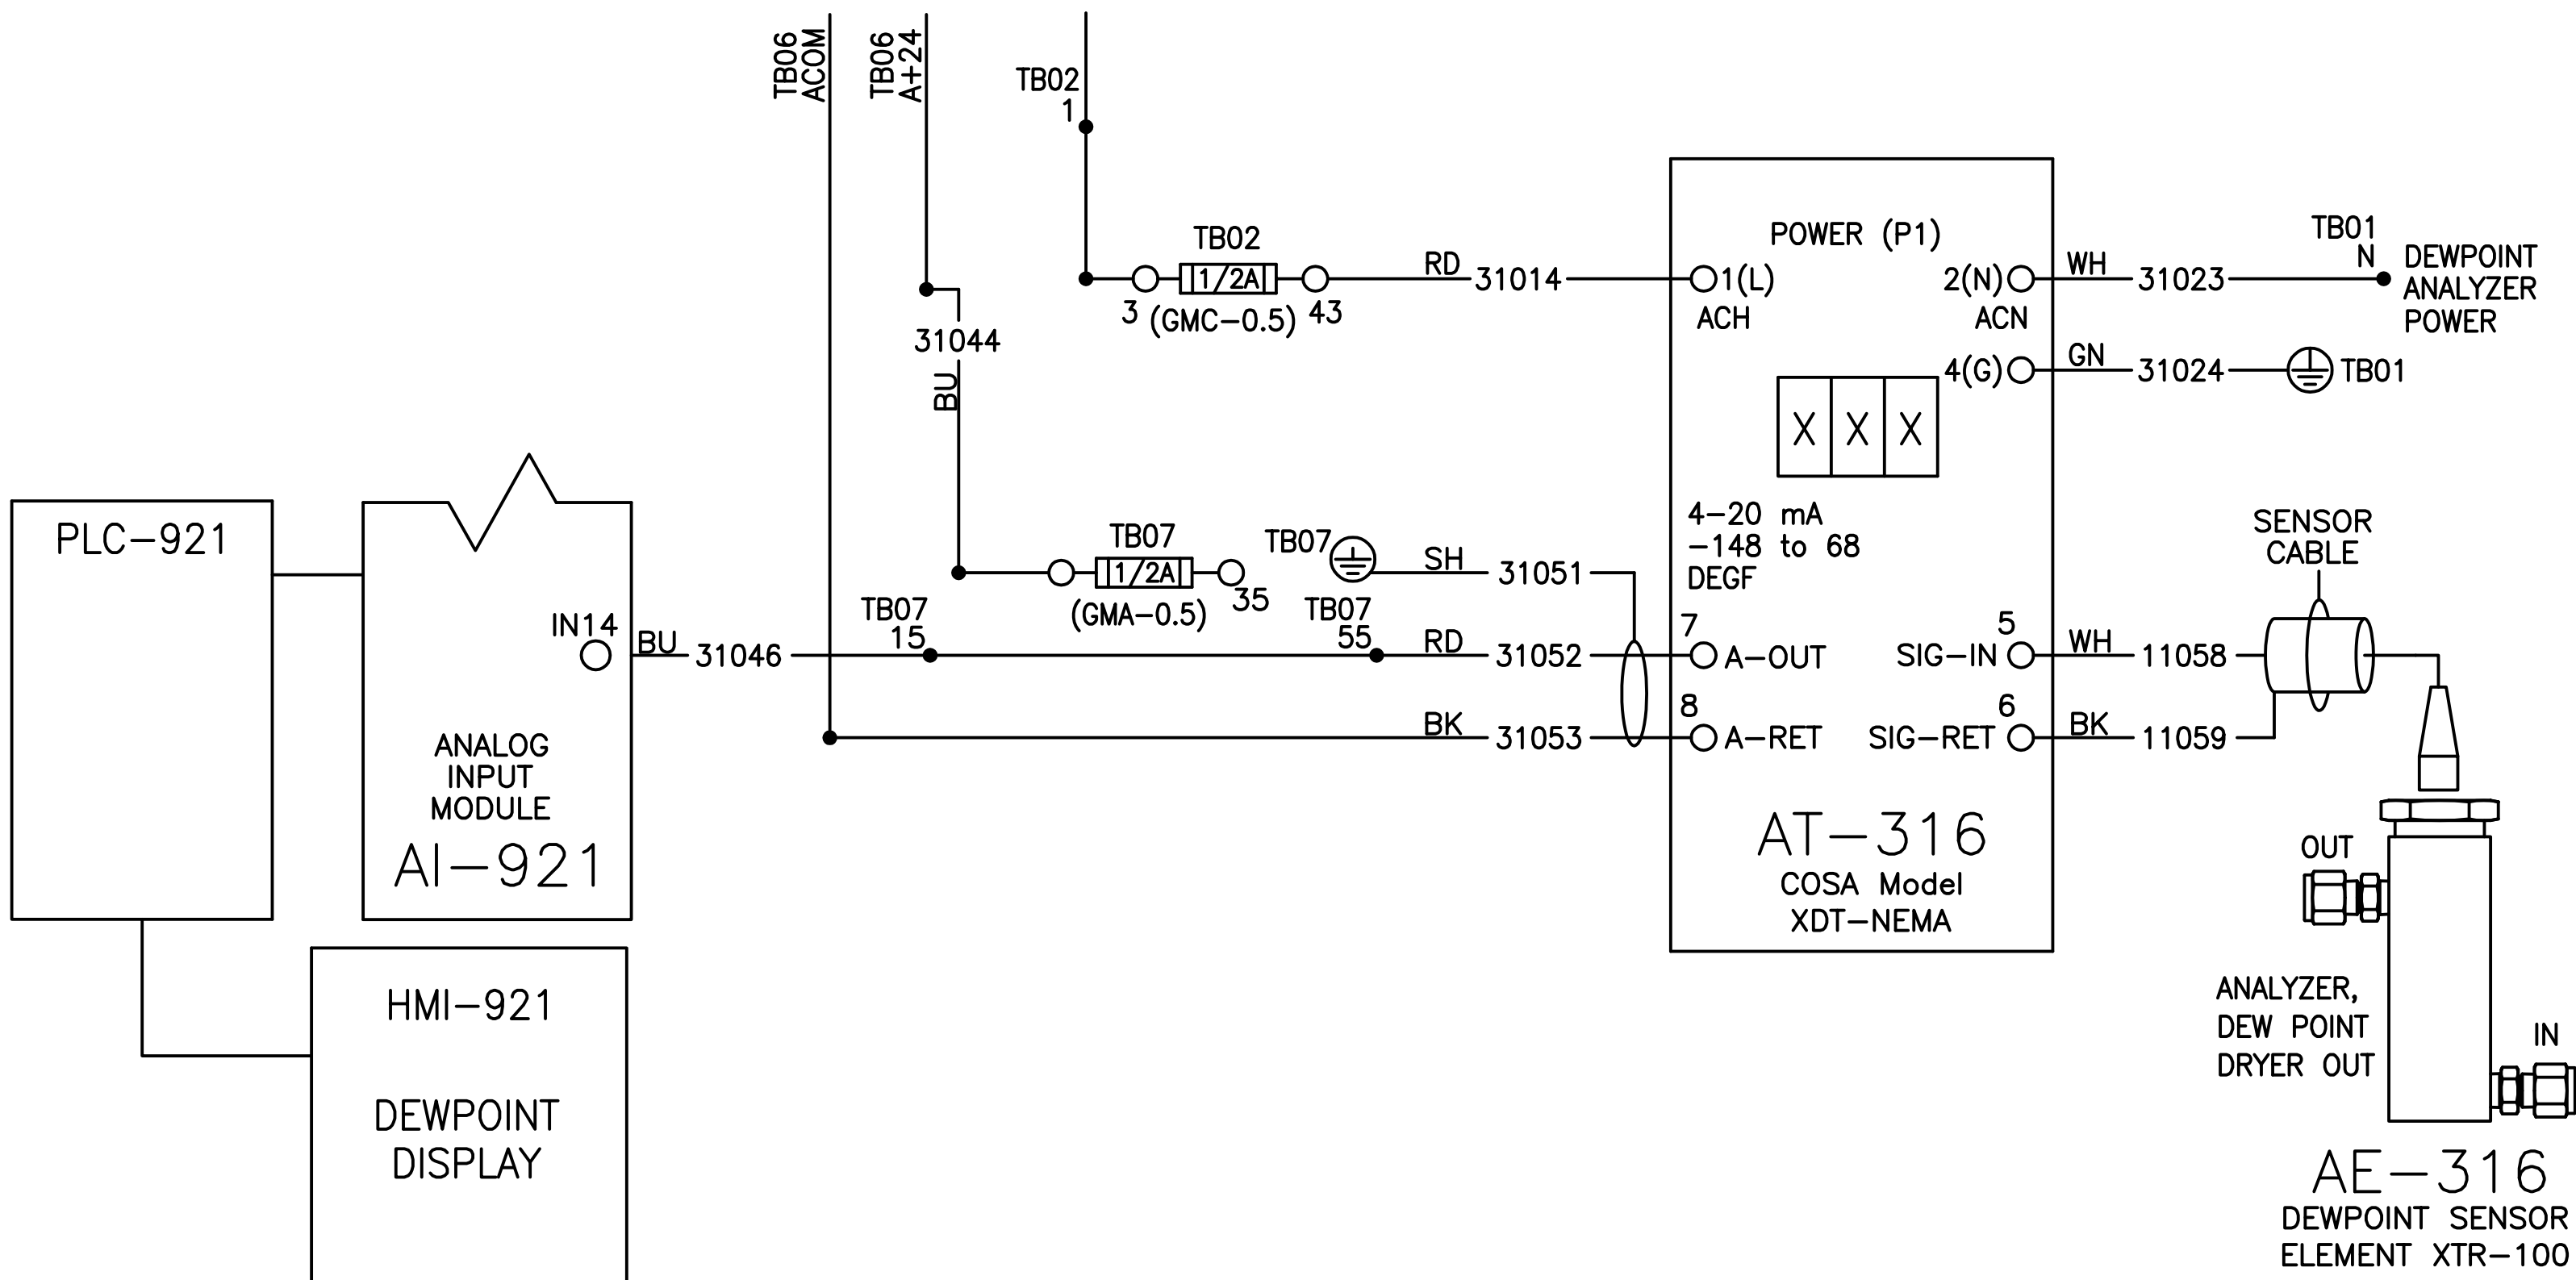 TB06
ACOM
TB06
A+24
TB02
1
TB02
1/2A
3
(GMC-0.5)
43
RD
31014
POWER (P1)
1(L)
ACH
2(N)
ACN
4(G)
WH
31023
TB01
N
DEWPOINT
ANALYZER
POWER
GN
31024
TB01
X X X
31044
BU
PLC-921
IN14
ANALOG
INPUT
MODULE
AI-921
BU
31046
TB07
15
TB07
1/2A
(GMA-0.5)
35
TB07
SH
31051
TB07
55
RD
31052
BK
31053
4-20 mA
-148 to 68
DEGF
7
A-OUT
8
A-RET
5
SIG-IN
6
SIG-RET
WH
11058
BK
11059
SENSOR
CABLE
AT-316
COSA Model
XDT-NEMA
HMI-921
DEWPOINT
DISPLAY
OUT
ANALYZER,
DEW POINT
DRYER OUT
IN
AE-316
DEWPOINT SENSOR
ELEMENT XTR-100